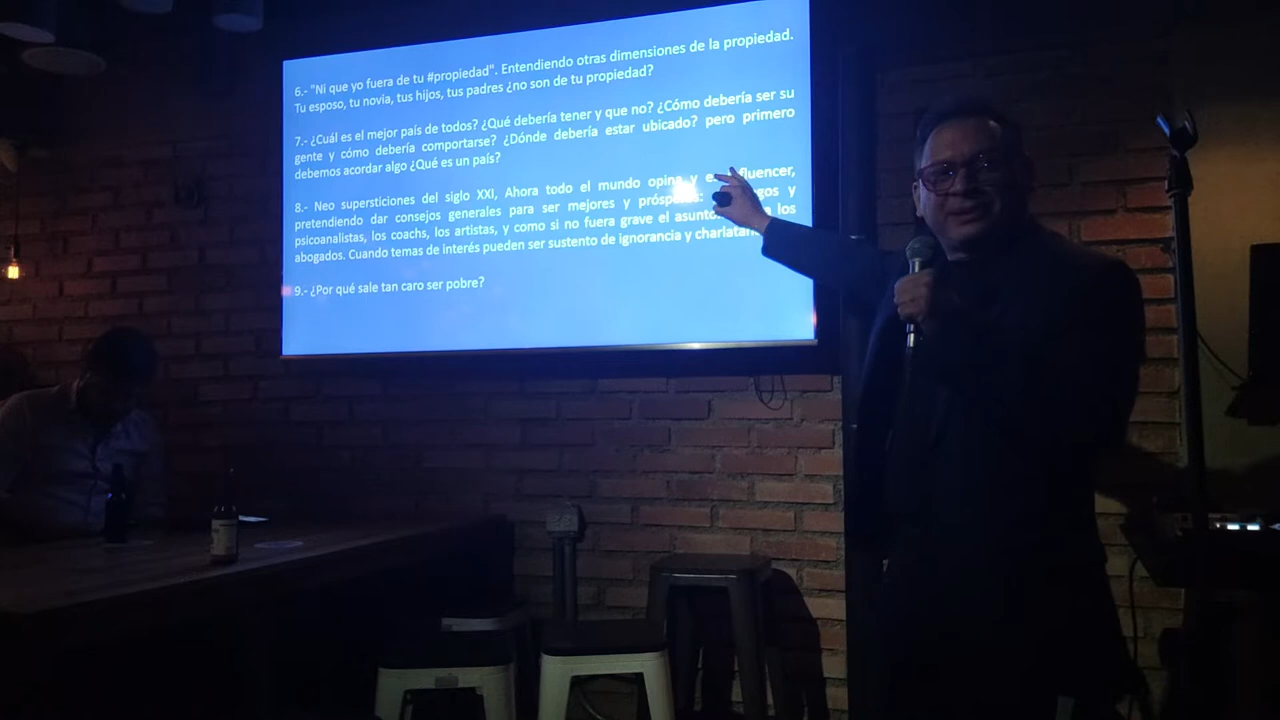 6.- "Ni que yo fuera de tu #propiedad". Entendiendo otras dimensiones de la propiedad.
Tu esposo, tu novia, tus hijos, tus padres ¿no son de tu propiedad?
7.- ¿Cuál es el mejor país de todos? ¿Qué debería tener y que no? ¿Cómo debería ser su
gente y cómo debería comportarse? ¿Dónde debería estar ubicado? pero primero
debemos acordar algo ¿Qué es un país?
8.- Neo supersticiones del siglo XXI, Ahora todo el mundo opina y
pretendiendo dar consejos generales para ser mejores y y
psicoanalistas, los coachs, los artistas, y como si no fuera grave el asunto los
abogados. Cuando temas de interés pueden ser sustento de ignorancia y
9.- ¿Por qué sale tan caro ser pobre?